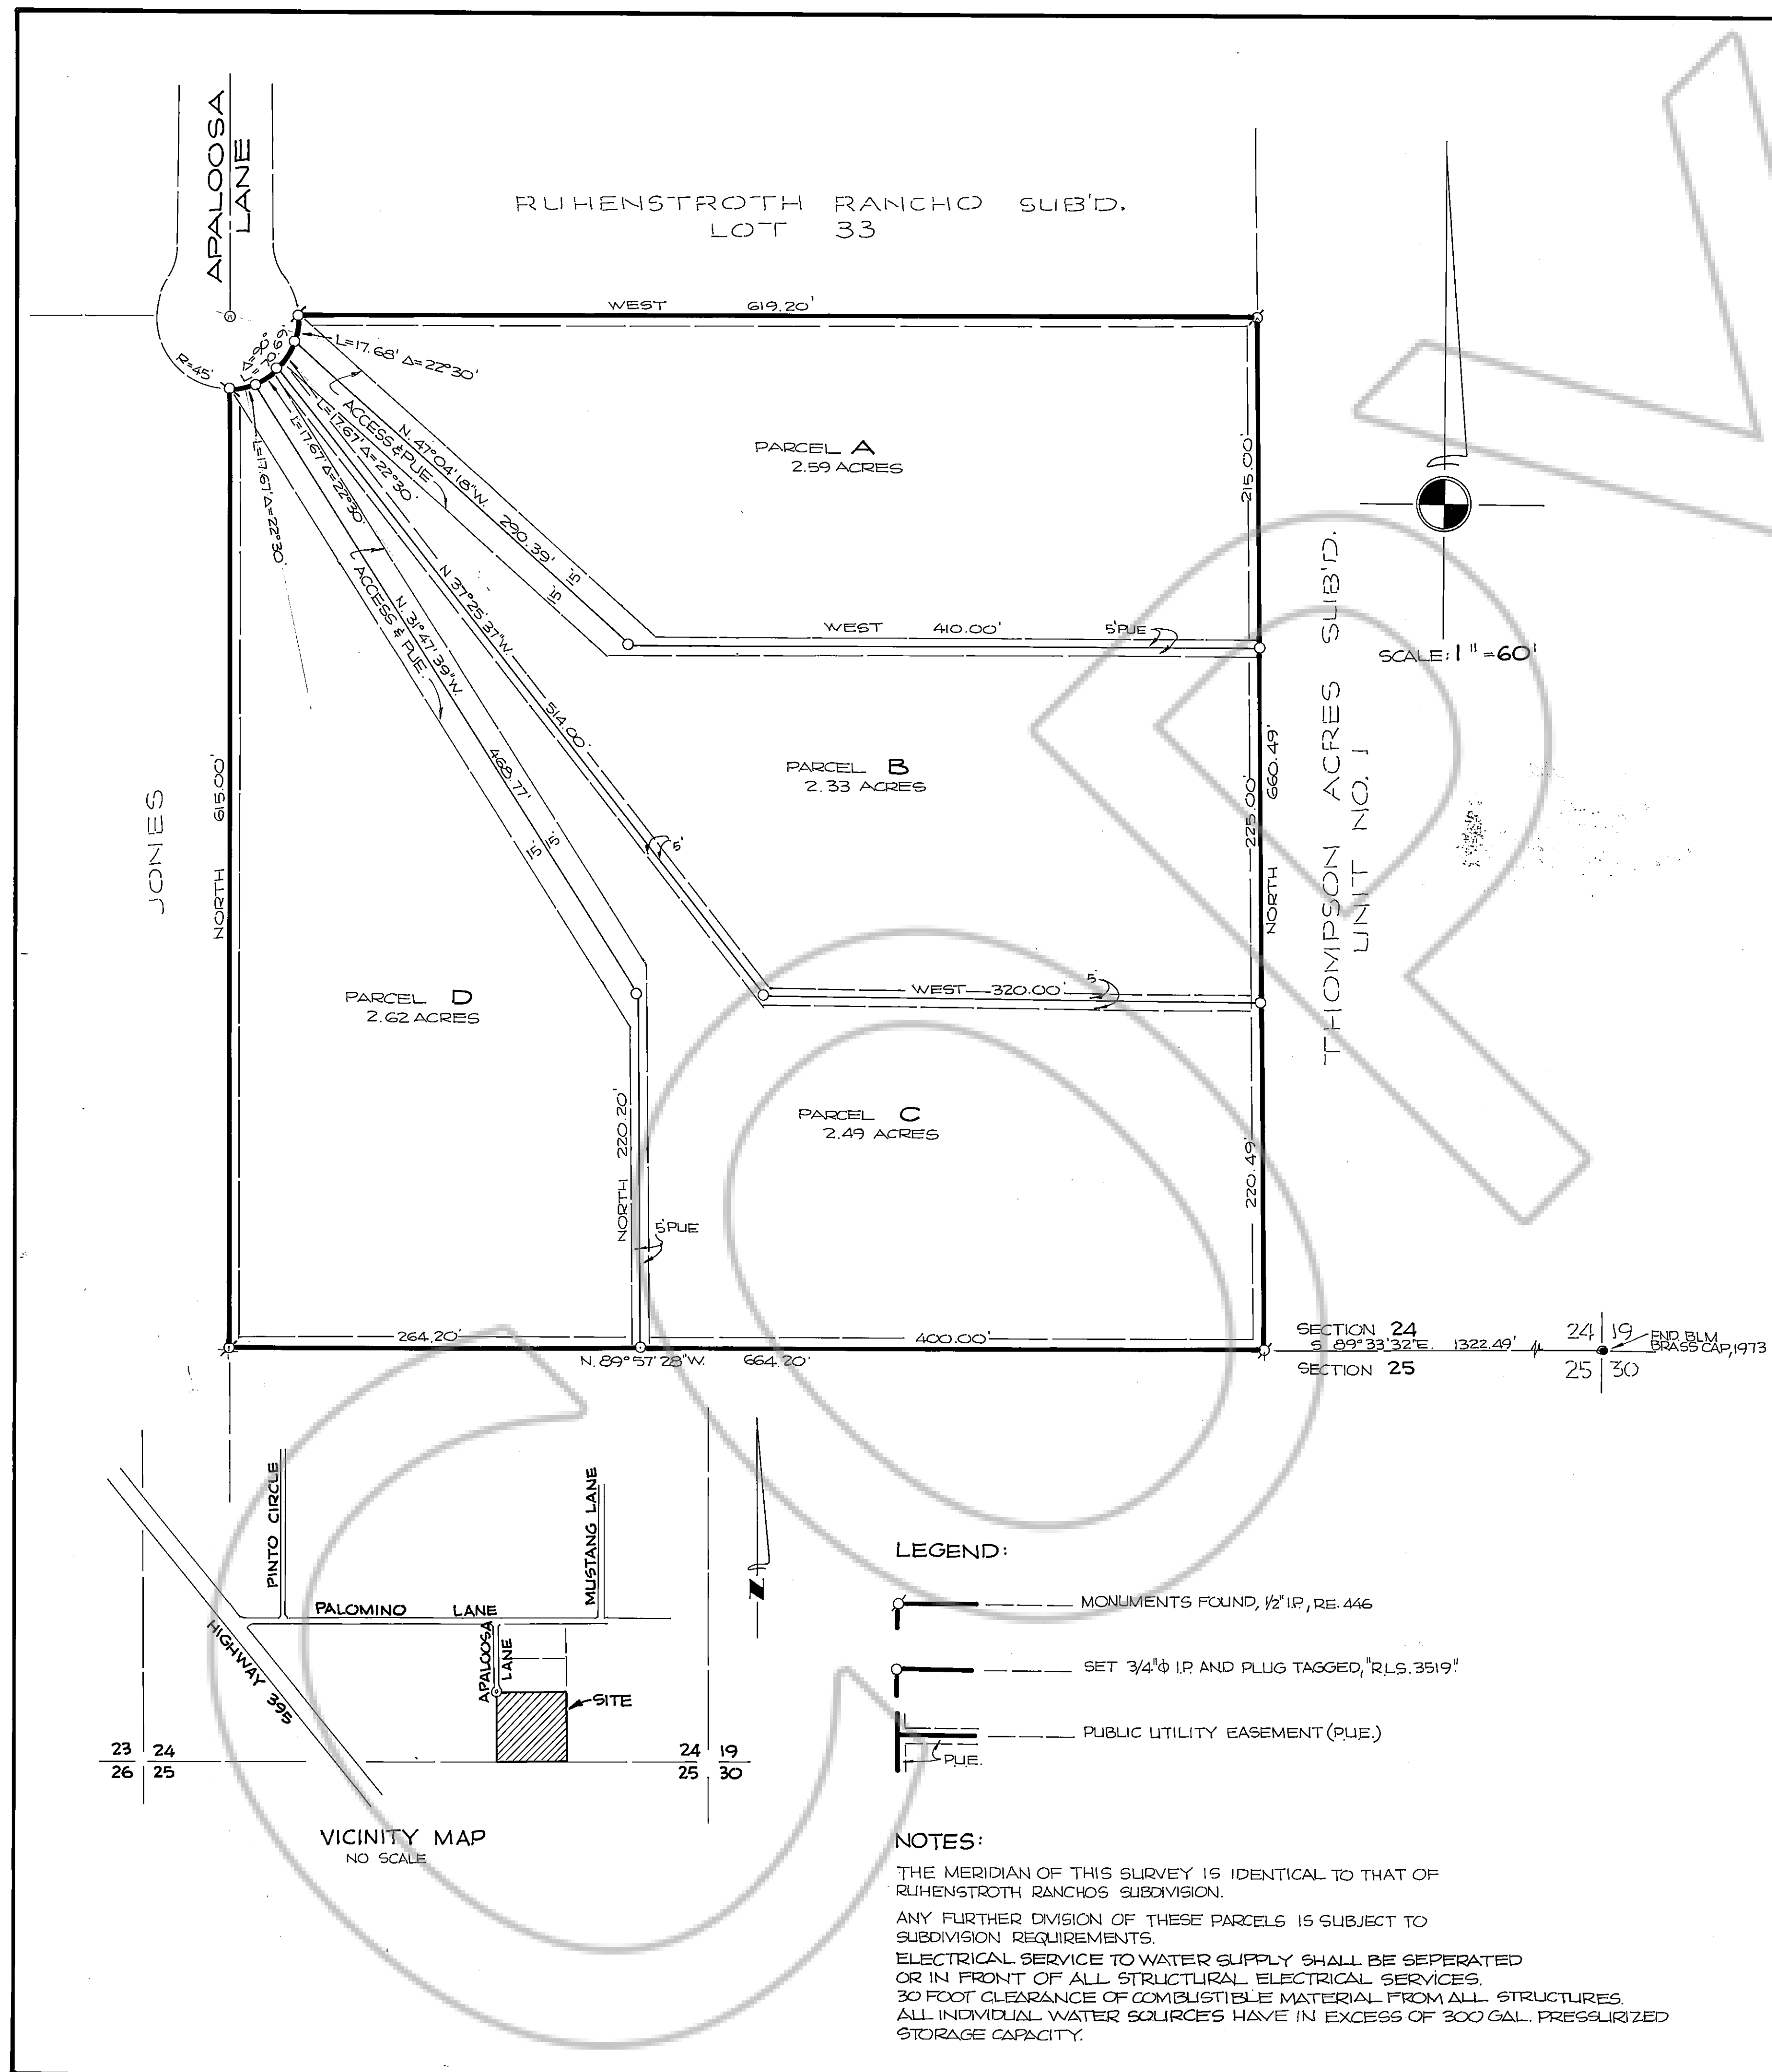 APALOOSA
LANE
RUHENSTROTH RANCHO SUB'D.
LOT 33
WEST 619.20'
R=45'
Δ=90°
L=17.68' Δ=22°30'
L=17.67' Δ=22°30'
L=17.67' Δ=22°30'
L=17.67' Δ=22°30'
ACCESS & PUE
N. 47°04'18"W. 290.39'
15'
15'
PARCEL A
2.59 ACRES
215.00'
WEST 410.00'
5'PUE
SCALE: 1" = 60'
THOMPSON ACRES SUB'D.
UNIT NO. 1
ACCESS & PUE.
N. 31°47'39"W. 468.77'
15'
15'
N 37°25'37"W. 514.00'
5'
PARCEL B
2.33 ACRES
225.00'
NORTH 660.49'
JONES
NORTH 615.00'
WEST 320.00'
5'
PARCEL D
2.62 ACRES
NORTH 220.20'
5'PUE
PARCEL C
2.49 ACRES
220.49'
264.20'
400.00'
N. 89°57'28"W. 664.20'
SECTION 24
S 89°33'32"E. 1322.49'
SECTION 25
24 19
25 30
FND. BLM
BRASS CAP, 1973
PINTO CIRCLE
MUSTANG LANE
PALOMINO LANE
HIGHWAY 395
APALOOSA
LANE
SITE
23 24
26 25
24 19
25 30
VICINITY MAP
NO SCALE
N
LEGEND:
MONUMENTS FOUND, 1/2" I.P., RE. 446
SET 3/4"Φ I.P. AND PLUG TAGGED, "R.L.S. 3519."
PUBLIC UTILITY EASEMENT (P.U.E.)
PUE.
NOTES:
THE MERIDIAN OF THIS SURVEY IS IDENTICAL TO THAT OF
RUHENSTROTH RANCHOS SUBDIVISION.
ANY FURTHER DIVISION OF THESE PARCELS IS SUBJECT TO
SUBDIVISION REQUIREMENTS.
ELECTRICAL SERVICE TO WATER SUPPLY SHALL BE SEPERATED
OR IN FRONT OF ALL STRUCTURAL ELECTRICAL SERVICES.
30 FOOT CLEARANCE OF COMBUSTIBLE MATERIAL FROM ALL STRUCTURES.
ALL INDIVIDUAL WATER SOURCES HAVE IN EXCESS OF 300 GAL. PRESSURIZED
STORAGE CAPACITY.
COPY